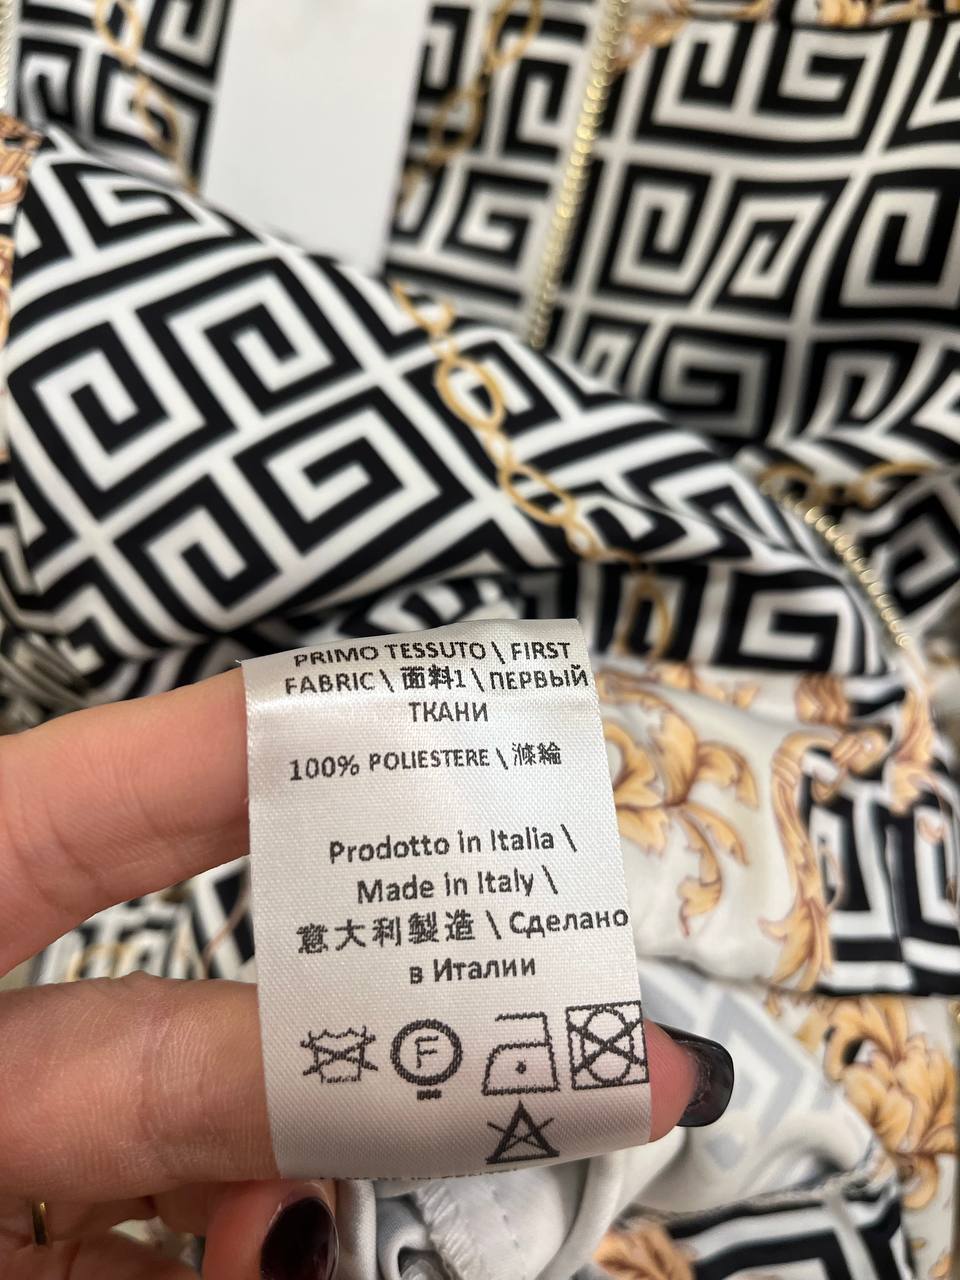 PRIMO TESSUTO \ FIRST
FABRIC \ 面料1 \ ПЕРВЫЙ
ТКАНИ
100% POLIESTERE \ 滌綸
Prodotto in Italia \
Made in Italy \
意大利製造 \ Сделано
в Италии
F